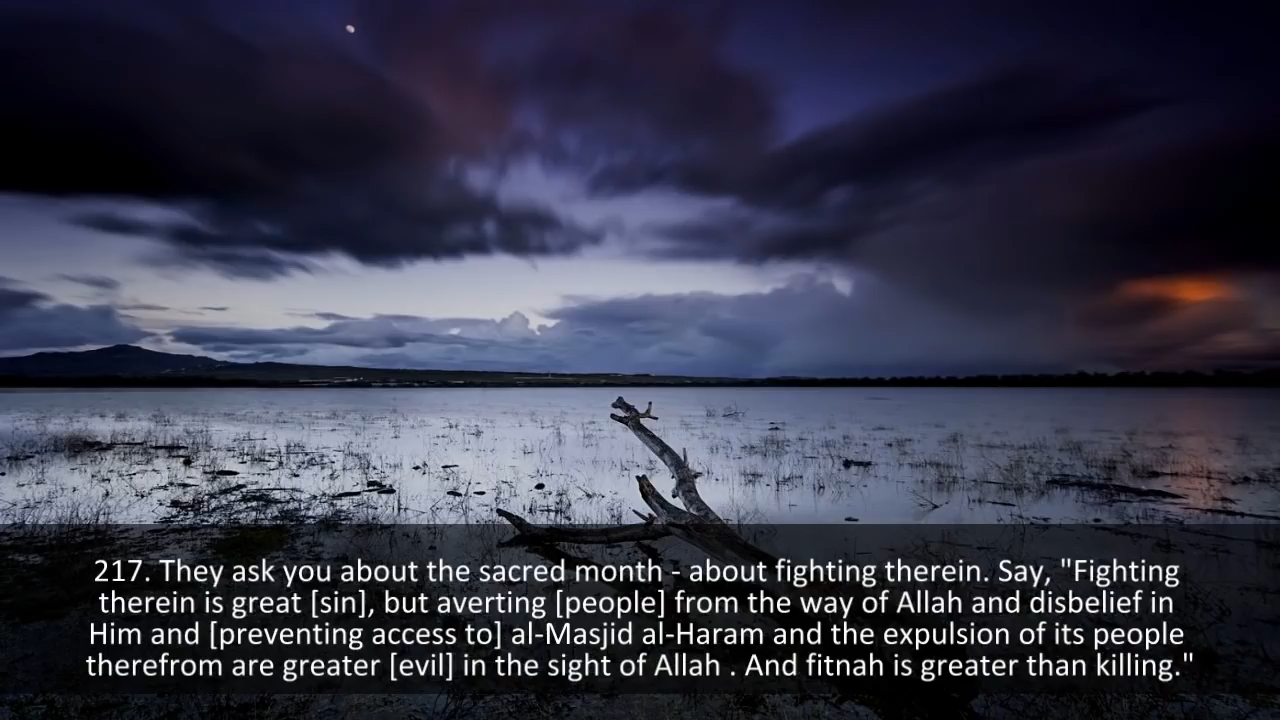 217. They ask you about the sacred month - about fighting therein. Say, "Fighting
therein is great [sin], but averting [people] from the way of Allah and disbelief in
Him and [preventing access to] al-Masjid al-Haram and the expulsion of its people
therefrom are greater [evil] in the sight of Allah . And fitnah is greater than killing."